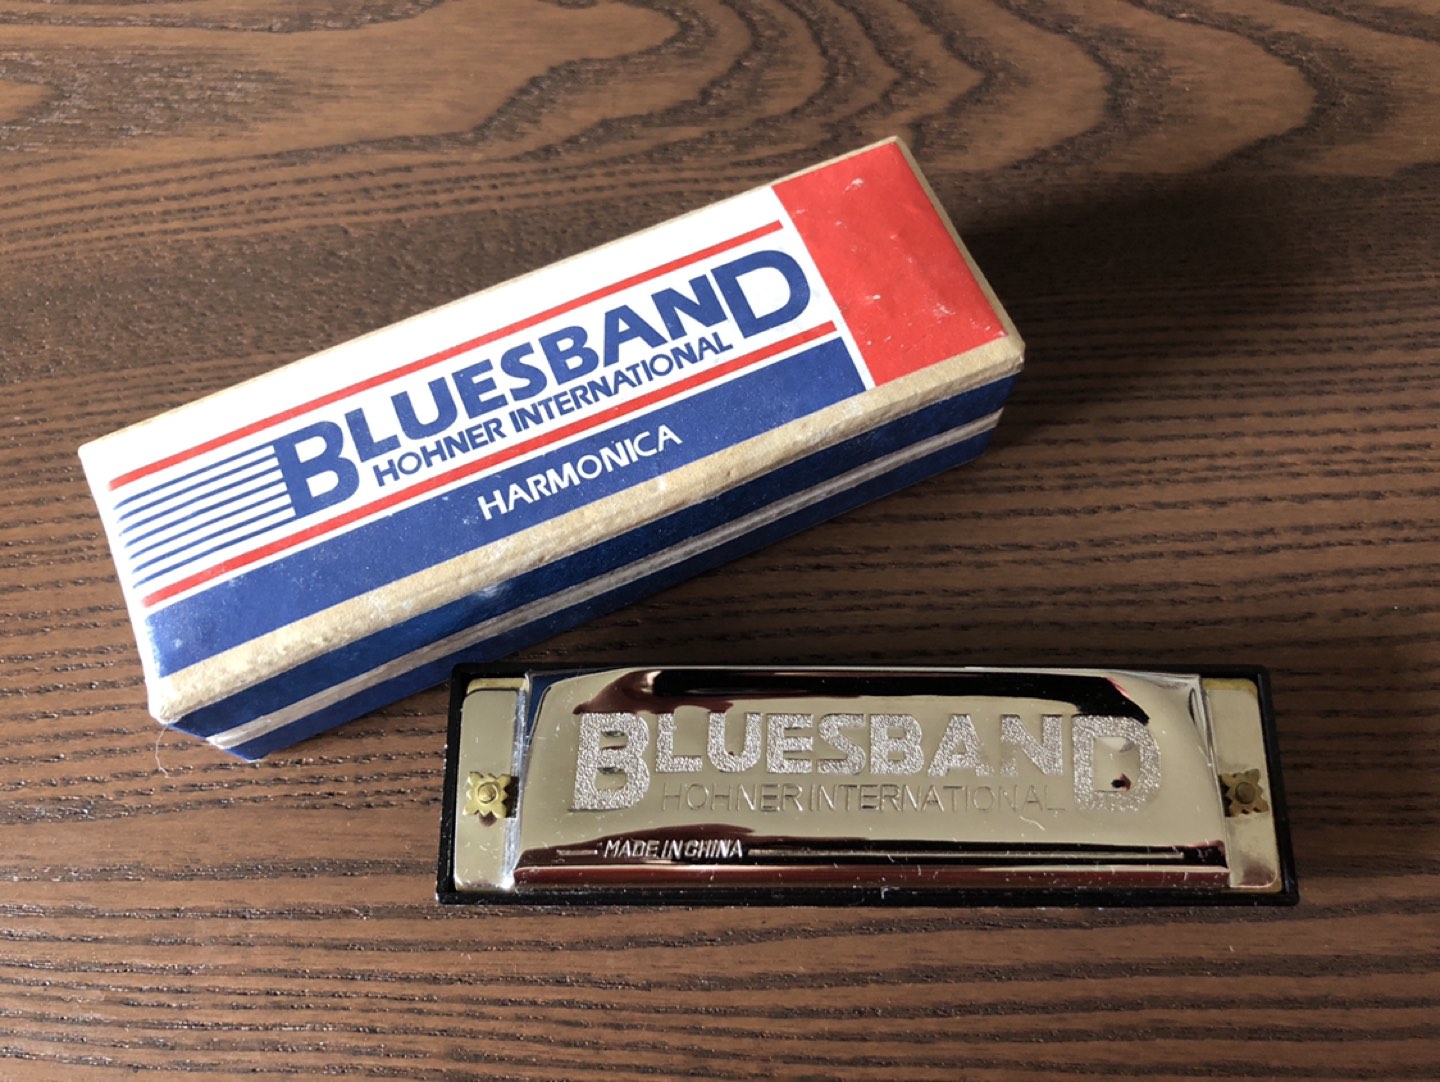 BLUESBAND
HOHNER INTERNATIONAL
HARMONICA
BLUESBAND
HOHNER INTERNATIONAL
MADE IN CHINA